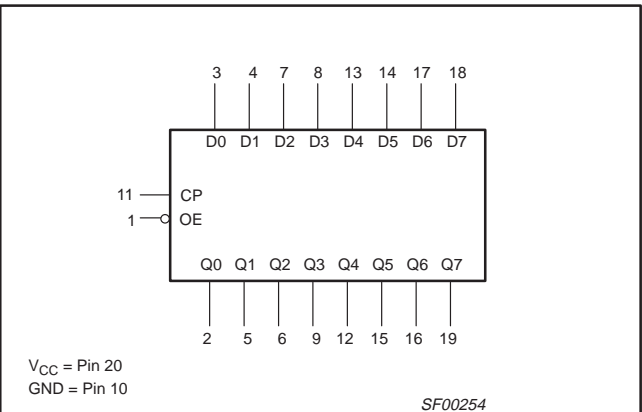 3 4 7 8 13 14 17 18
D0 D1 D2 D3 D4 D5 D6 D7
11 CP
1 OE
Q0 Q1 Q2 Q3 Q4 Q5 Q6 Q7
2 5 6 9 12 15 16 19
VCC = Pin 20
GND = Pin 10
SF00254